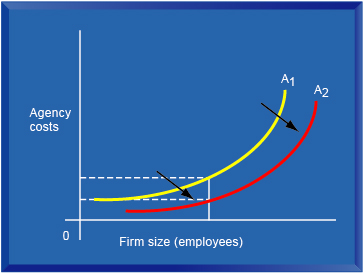 A1
A2
Agency
costs
0
Firm size (employees)